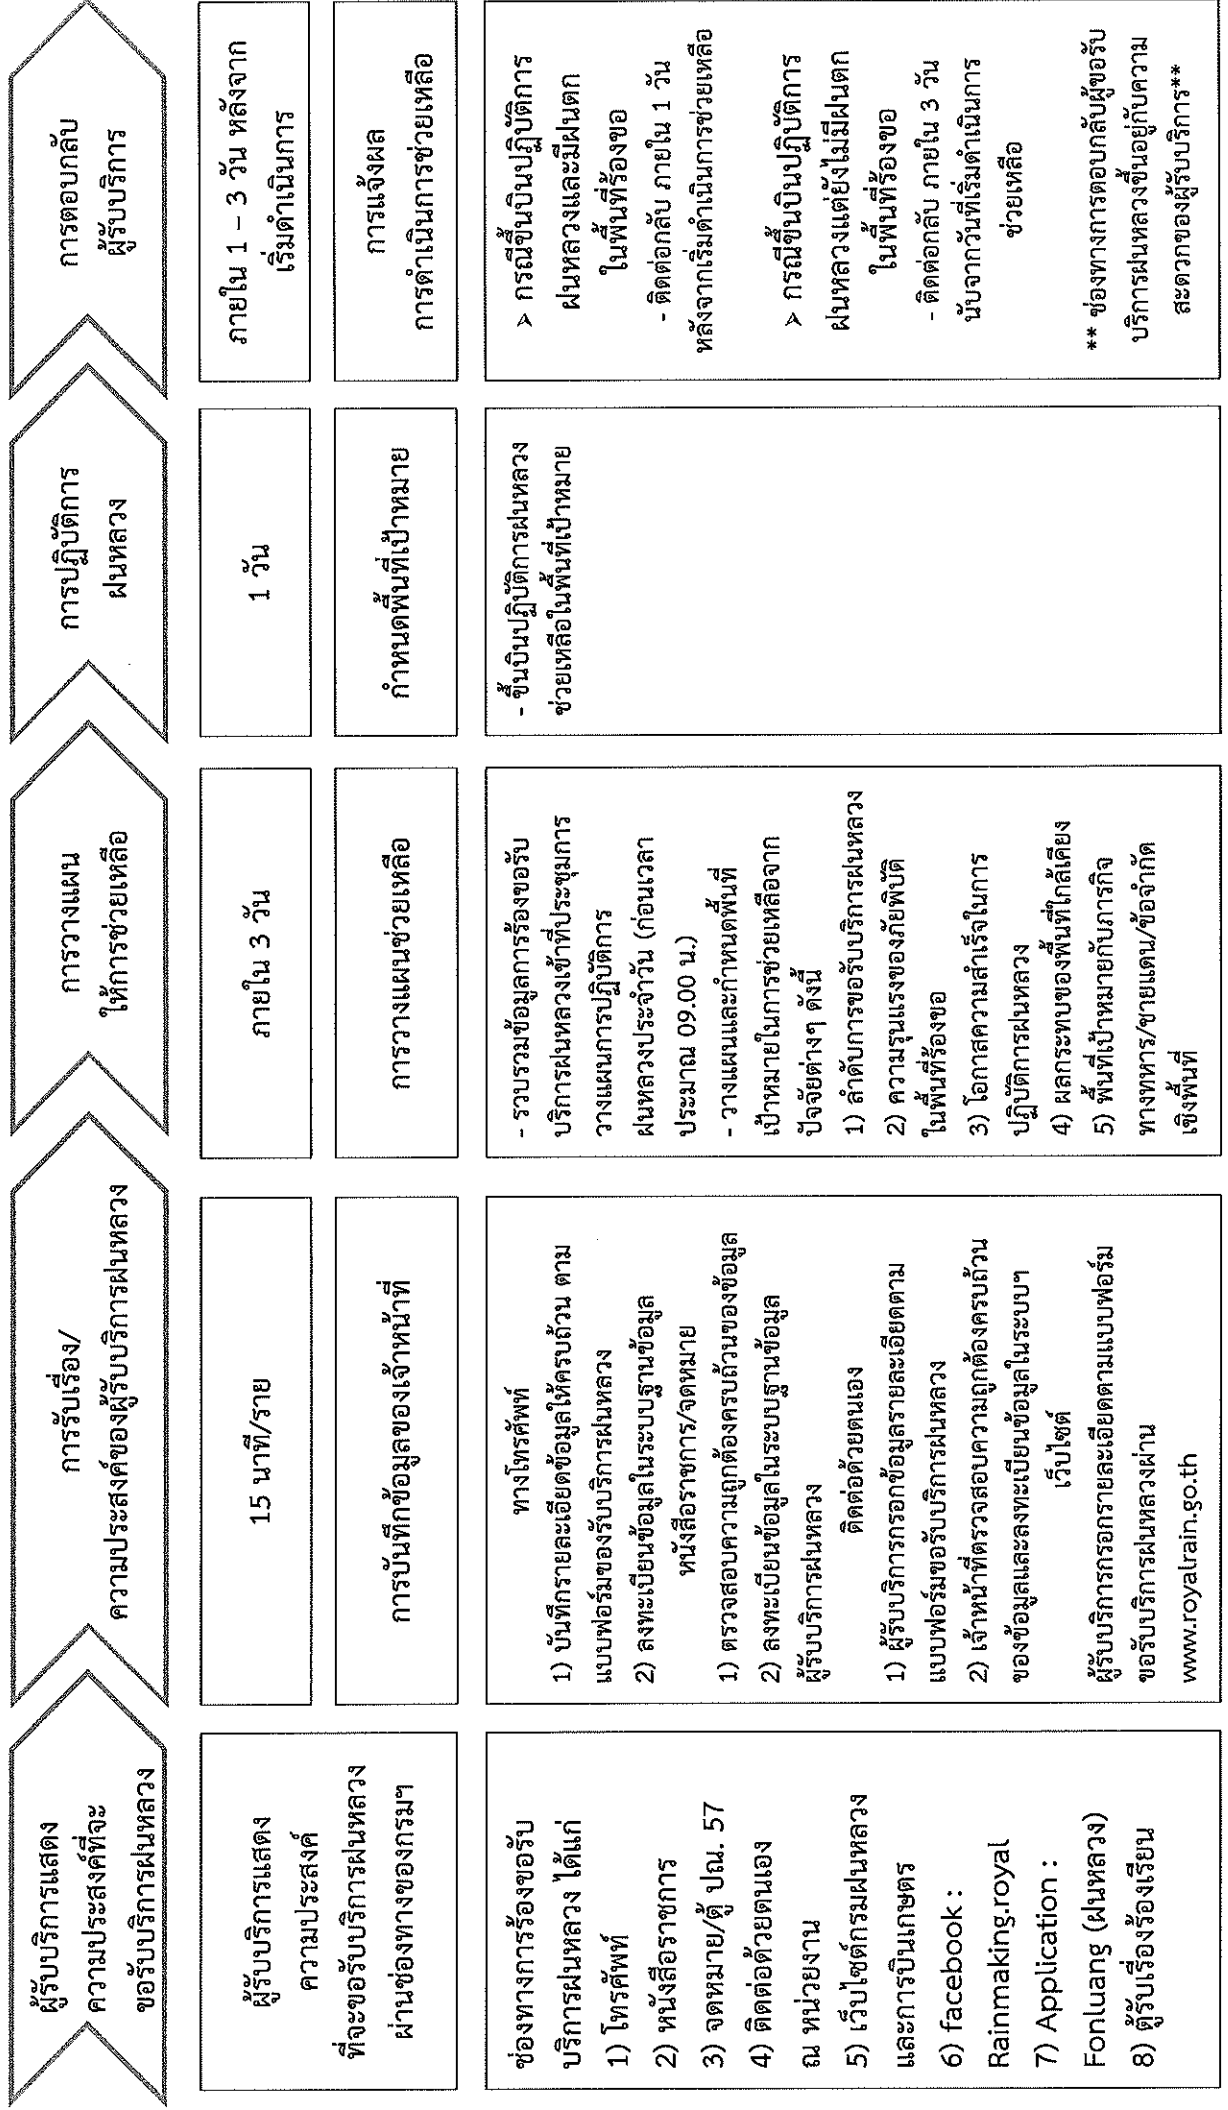 ผู้รับบริการแสดง
ความประสงค์ที่จะ
ขอรับบริการฝนหลวง
การรับเรื่อง/
ความประสงค์ของผู้รับบริการฝนหลวง
การวางแผน
ให้การช่วยเหลือ
การปฏิบัติการ
ฝนหลวง
การตอบกลับ
ผู้รับบริการ
ผู้รับบริการแสดง
ความประสงค์
ที่จะขอรับบริการฝนหลวง
ผ่านช่องทางของกรมฯ
15 นาที/ราย
ภายใน 3 วัน
1 วัน
ภายใน 1 – 3 วัน หลังจาก
เริ่มดำเนินการ
การบันทึกข้อมูลของเจ้าหน้าที่
การวางแผนช่วยเหลือ
กำหนดพื้นที่เป้าหมาย
การแจ้งผล
การดำเนินการช่วยเหลือ
ช่องทางการร้องขอรับ
บริการฝนหลวง ได้แก่
1) โทรศัพท์
2) หนังสือราชการ
3) จดหมาย/ตู้ ปณ. 57
4) ติดต่อด้วยตนเอง
ณ หน่วยงาน
5) เว็บไซต์กรมฝนหลวง
และการบินเกษตร
6) facebook :
Rainmaking.royal
7) Application :
Fonluang (ฝนหลวง)
8) ตู้รับเรื่องร้องเรียน
ทางโทรศัพท์
1) บันทึกรายละเอียดข้อมูลให้ครบถ้วน ตาม
แบบฟอร์มของรับบริการฝนหลวง
2) ลงทะเบียนข้อมูลในระบบฐานข้อมูล
หนังสือราชการ/จดหมาย
1) ตรวจสอบความถูกต้องครบถ้วนของข้อมูล
2) ลงทะเบียนข้อมูลในระบบฐานข้อมูล
ผู้รับบริการฝนหลวง
ติดต่อด้วยตนเอง
1) ผู้รับบริการกรอกข้อมูลรายละเอียดตาม
แบบฟอร์มขอรับบริการฝนหลวง
2) เจ้าหน้าที่ตรวจสอบความถูกต้องครบถ้วน
ของข้อมูลและลงทะเบียนข้อมูลในระบบฯ
เว็บไซต์
ผู้รับบริการกรอกรายละเอียดตามแบบฟอร์ม
ขอรับบริการฝนหลวงผ่าน
www.royalrain.go.th
- รวบรวมข้อมูลการร้องขอรับ
บริการฝนหลวงเข้าที่ประชุมการ
วางแผนการปฏิบัติการ
ฝนหลวงประจำวัน (ก่อนเวลา
ประมาณ 09.00 น.)
- วางแผนและกำหนดพื้นที่
เป้าหมายในการช่วยเหลือจาก
ปัจจัยต่างๆ ดังนี้
1) ลำดับการขอรับบริการฝนหลวง
2) ความรุนแรงของภัยพิบัติ
ในพื้นที่ร้องขอ
3) โอกาสความสำเร็จในการ
ปฏิบัติการฝนหลวง
4) ผลกระทบของพื้นที่ใกล้เคียง
5) พื้นที่เป้าหมายกับภารกิจ
ทางทหาร/ชายแดน/ข้อจำกัด
เชิงพื้นที่
- ขึ้นบินปฏิบัติการฝนหลวง
ช่วยเหลือในพื้นที่เป้าหมาย
➢ กรณีขึ้นบินปฏิบัติการ
ฝนหลวงและมีฝนตก
ในพื้นที่ร้องขอ
- ติดต่อกลับ ภายใน 1 วัน
หลังจากเริ่มดำเนินการช่วยเหลือ
➢ กรณีขึ้นบินปฏิบัติการ
ฝนหลวงแต่ยังไม่มีฝนตก
ในพื้นที่ร้องขอ
- ติดต่อกลับ ภายใน 3 วัน
นับจากวันที่เริ่มดำเนินการ
ช่วยเหลือ
** ช่องทางการตอบกลับผู้ขอรับ
บริการฝนหลวงขึ้นอยู่กับความ
สะดวกของผู้รับบริการ**